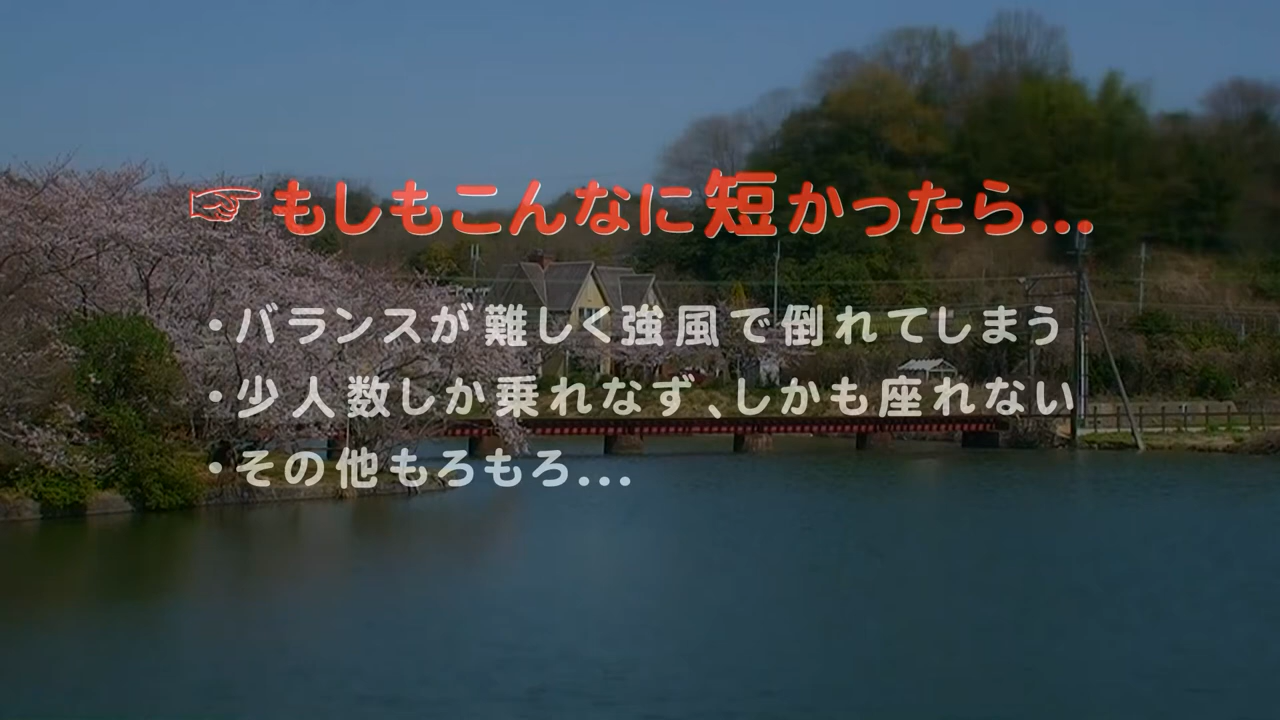 ☞もしもこんなに短かったら...
・バランスが難しく強風で倒れてしまう
・少人数しか乗れなず、しかも座れない
・その他もろもろ...